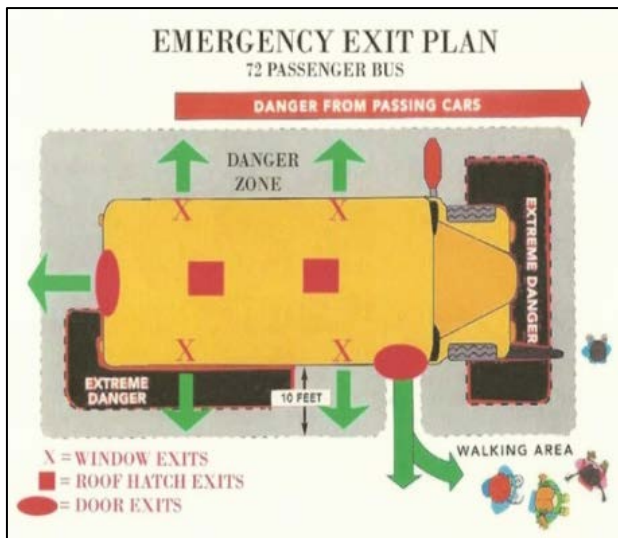 EMERGENCY EXIT PLAN
72 PASSENGER BUS
DANGER FROM PASSING CARS
DANGER
ZONE
X
X
EXTREME DANGER
X
X
EXTREME
DANGER
10 FEET
WALKING AREA
X = WINDOW EXITS
= ROOF HATCH EXITS
= DOOR EXITS